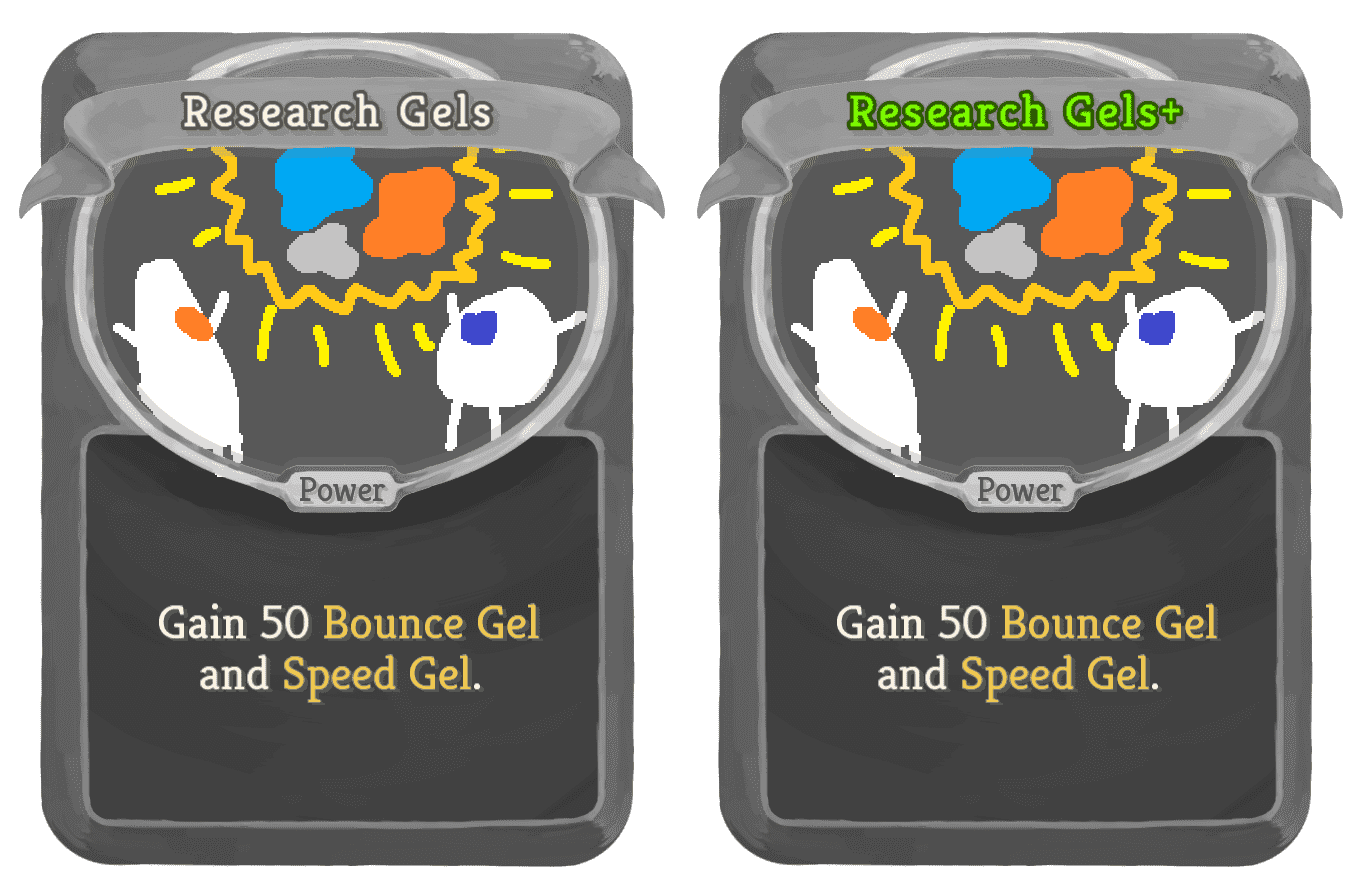 Research Gels
Power
Gain 50 Bounce Gel
and Speed Gel.
Research Gels+
Power
Gain 50 Bounce Gel
and Speed Gel.